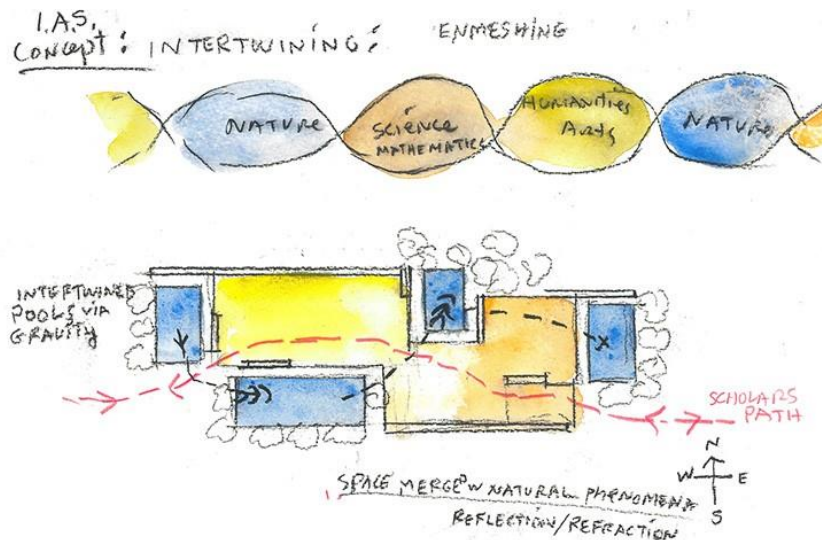 I.A.S.
CONCEPT: INTERTWINING: ENMESHING
NATURE
SCIENCE
MATHEMATICS
HUMANITIES
ARTS
NATURE
INTERTWINED
POOLS VIA
GRAVITY
SCHOLARS
PATH
N
W E
S
SPACE MERGE W NATURAL PHENOMENA
REFLECTION/REFRACTION